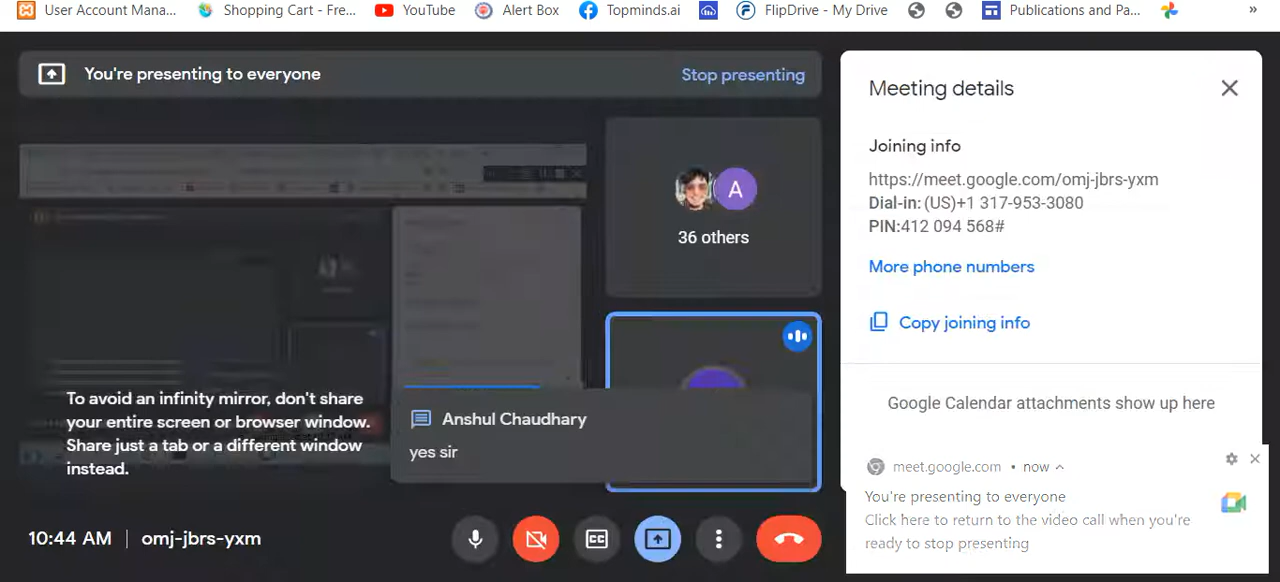 User Account Mana...
Shopping Cart - Fre...
YouTube
Alert Box
Topminds.ai
FlipDrive - My Drive
Publications and Pa...
»
You're presenting to everyone
Stop presenting
A
36 others
To avoid an infinity mirror, don't share
your entire screen or browser window.
Share just a tab or a different window
instead.
Anshul Chaudhary
yes sir
10:44 AM | omj-jbrs-yxm
CC
Meeting details
Joining info
https://meet.google.com/omj-jbrs-yxm
Dial-in: (US)+1 317-953-3080
PIN:412 094 568#
More phone numbers
Copy joining info
Google Calendar attachments show up here
meet.google.com • now
You're presenting to everyone
Click here to return to the video call when you're
ready to stop presenting